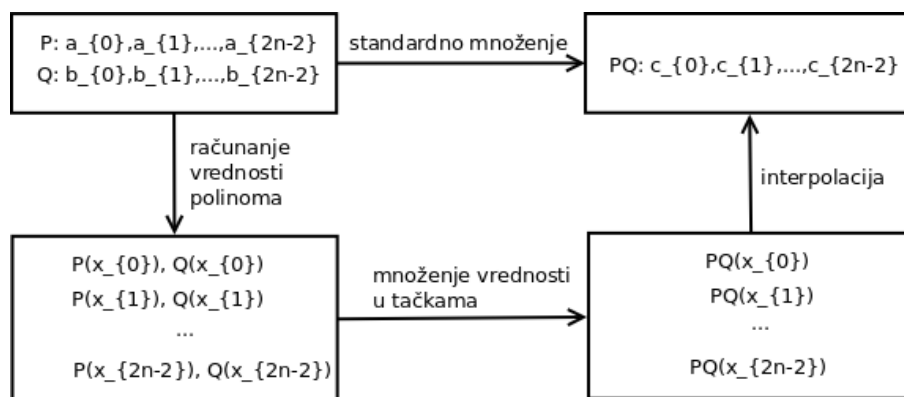 P: a_{0},a_{1},...,a_{2n-2}
Q: b_{0},b_{1},...,b_{2n-2}
standardno množenje
PQ: c_{0},c_{1},...,c_{2n-2}
računanje
vrednosti
polinoma
interpolacija
P(x_{0}), Q(x_{0})
P(x_{1}), Q(x_{1})
...
P(x_{2n-2}), Q(x_{2n-2})
množenje vrednosti
u tačkama
PQ(x_{0})
PQ(x_{1})
...
PQ(x_{2n-2})